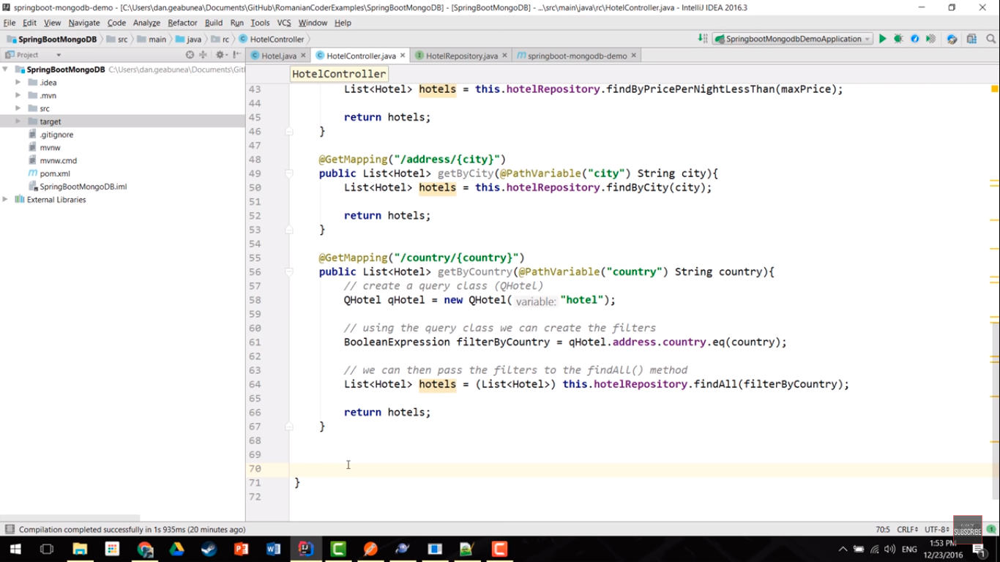 springboot-mongodb-demo - [C:\Users\dan.geabunea\Documents\GitHub\RomanianCoderExamples\SpringBootMongoDB] - [SpringBootMongoDB] - ...\src\main\java\rc\HotelController.java - IntelliJ IDEA 2016.3
File Edit View Navigate Code Analyze Refactor Build Run Tools VCS Window Help
SpringBootMongoDB src main java rc HotelController SpringbootMongodbDemoApplication
Project Hotel.java HotelController.java HotelRepository.java springboot-mongodb-demo
SpringBootMongoDB C:\Users\dan.geabunea\Documents\Git
.idea
.mvn
src
target
.gitignore
mvnw
mvnw.cmd
pom.xml
SpringBootMongoDB.iml
External Libraries
HotelController
43 List<Hotel> hotels = this.hotelRepository.findByPricePerNightLessThan(maxPrice);
44
45 return hotels;
46 }
47
48 @GetMapping("/address/{city}")
49 public List<Hotel> getByCity(@PathVariable("city") String city){
50 List<Hotel> hotels = this.hotelRepository.findByCity(city);
51
52 return hotels;
53 }
54
55 @GetMapping("/country/{country}")
56 public List<Hotel> getByCountry(@PathVariable("country") String country){
57 // create a query class (QHotel)
58 QHotel qHotel = new QHotel( variable: "hotel");
59
60 // using the query class we can create the filters
61 BooleanExpression filterByCountry = qHotel.address.country.eq(country);
62
63 // we can then pass the filters to the findAll() method
64 List<Hotel> hotels = (List<Hotel>) this.hotelRepository.findAll(filterByCountry);
65
66 return hotels;
67 }
68
69
70
71 }
72
Compilation completed successfully in 1s 935ms (20 minutes ago) 70:5 CRLF÷ UTF-8÷
SUBSCRIBE
ENG 1:53 PM
12/23/2016